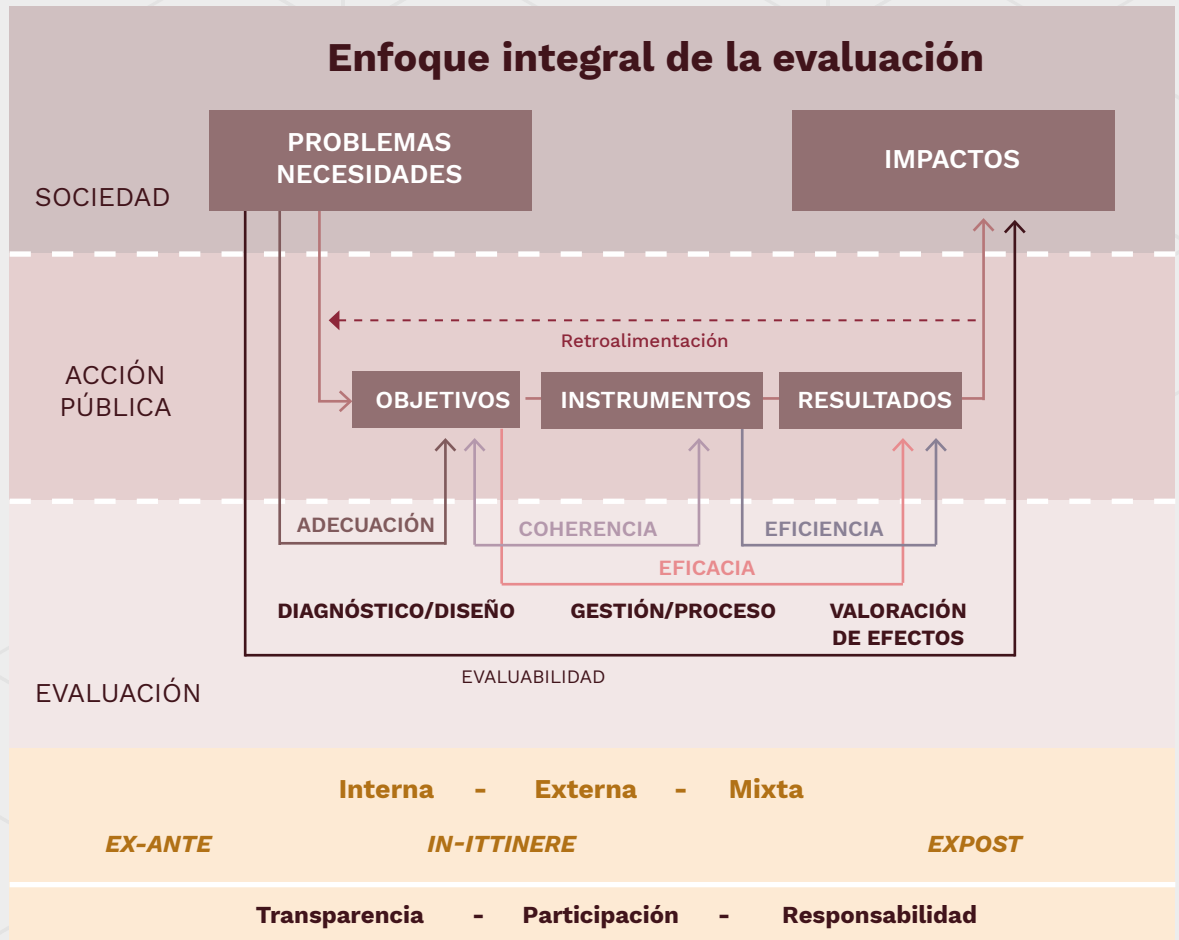 Enfoque integral de la evaluación
PROBLEMAS
NECESIDADES
IMPACTOS
SOCIEDAD
Retroalimentación
ACCIÓN
PÚBLICA
OBJETIVOS
INSTRUMENTOS
RESULTADOS
ADECUACIÓN
COHERENCIA
EFICIENCIA
EFICACIA
DIAGNÓSTICO/DISEÑO
GESTIÓN/PROCESO
VALORACIÓN
DE EFECTOS
EVALUABILIDAD
EVALUACIÓN
Interna - Externa - Mixta
EX-ANTE IN-ITTINERE EXPOST
Transparencia - Participación - Responsabilidad